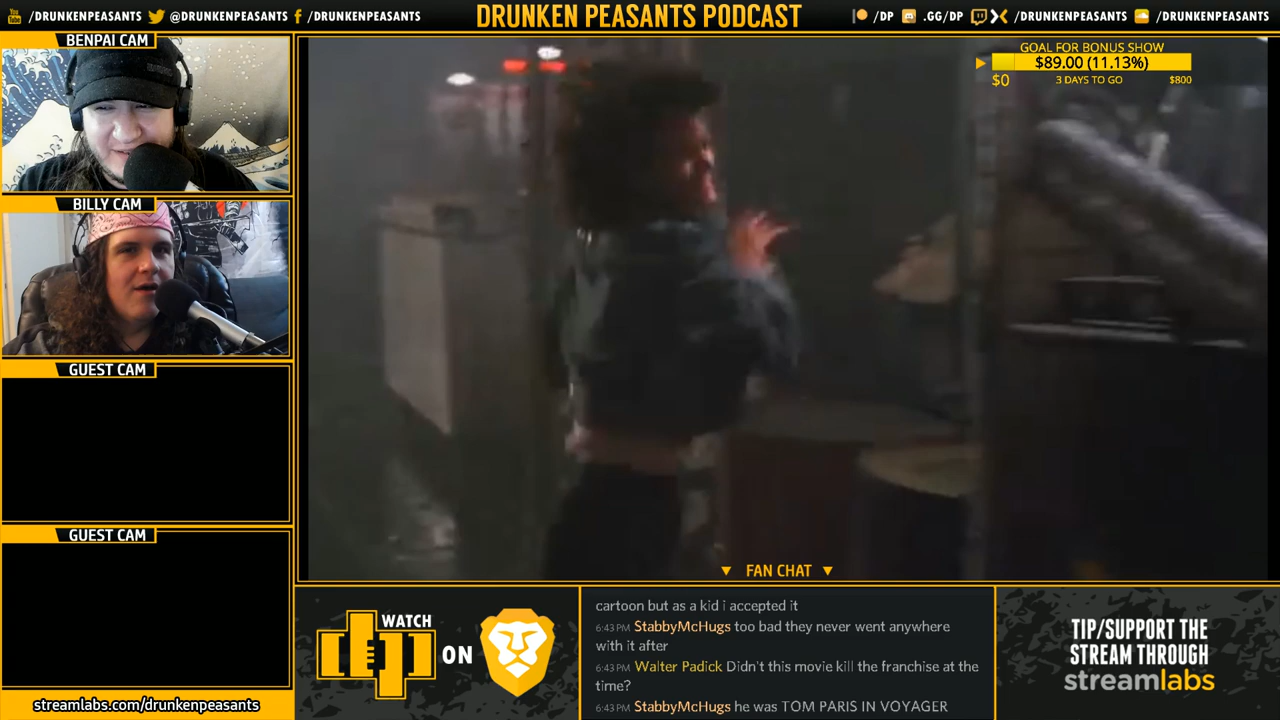 /DRUNKENPEASANTS @DRUNKENPEASANTS /DRUNKENPEASANTS
DRUNKEN PEASANTS PODCAST
/DP .GG/DP /DRUNKENPEASANTS /DRUNKENPEASANTS
BENPAI CAM
BILLY CAM
GUEST CAM
GUEST CAM
streamlabs.com/drunkenpeasants
GOAL FOR BONUS SHOW
$89.00 (11.13%)
$0 3 DAYS TO GO $800
FAN CHAT
WATCH
ON
cartoon but as a kid i accepted it
6:43 PM StabbyMcHugs too bad they never went anywhere
with it after
6:43 PM Walter Padick Didn't this movie kill the franchise at the
time?
6:43 PM StabbyMcHugs he was TOM PARIS IN VOYAGER
TIP/SUPPORT THE
STREAM THROUGH
streamlabs